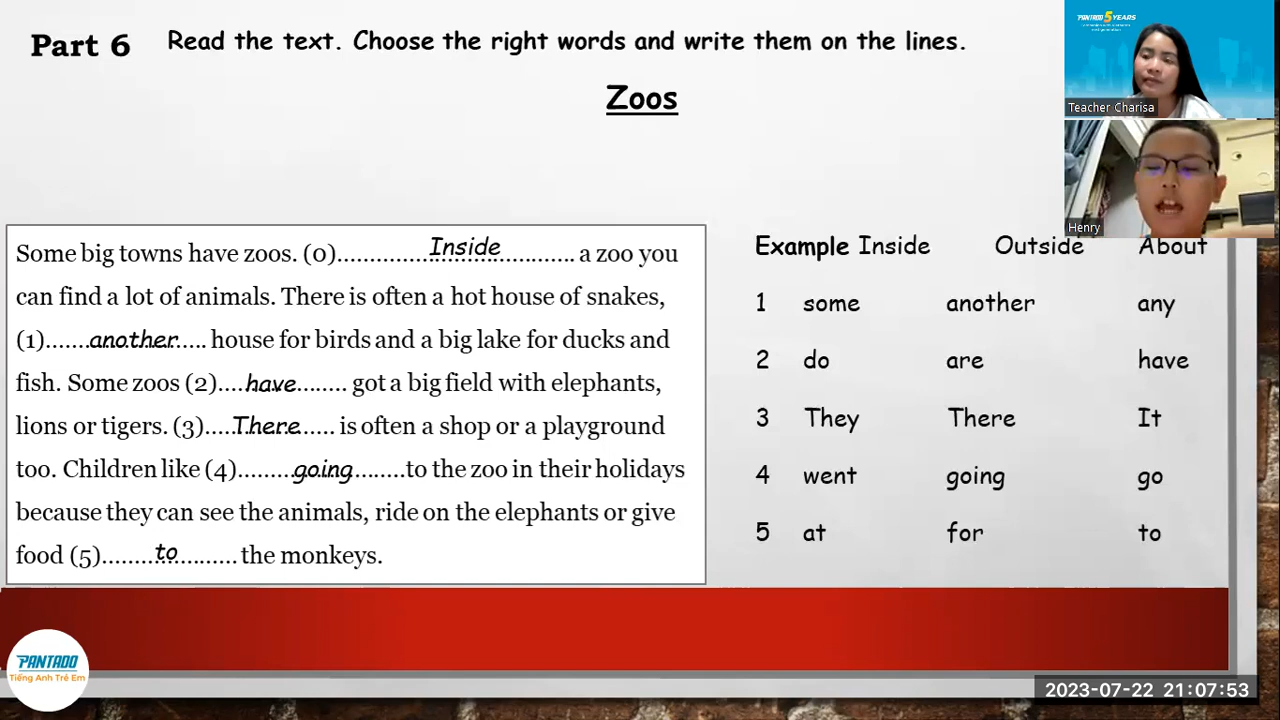 Part 6 Read the text. Choose the right words and write them on the lines.
Zoos
PANTADO 5 YEARS
Teacher Charisa
Henry
Some big towns have zoos. (0)..................Inside.................. a zoo you
can find a lot of animals. There is often a hot house of snakes,
(1).......another..... house for birds and a big lake for ducks and
fish. Some zoos (2)....have........ got a big field with elephants,
lions or tigers. (3).....There...... is often a shop or a playground
too. Children like (4).........going........to the zoo in their holidays
because they can see the animals, ride on the elephants or give
food (5).........to........... the monkeys.
Example Inside Outside About
1 some another any
2 do are have
3 They There It
4 went going go
5 at for to
PANTADO
Tiếng Anh Trẻ Em
2023-07-22 21:07:53